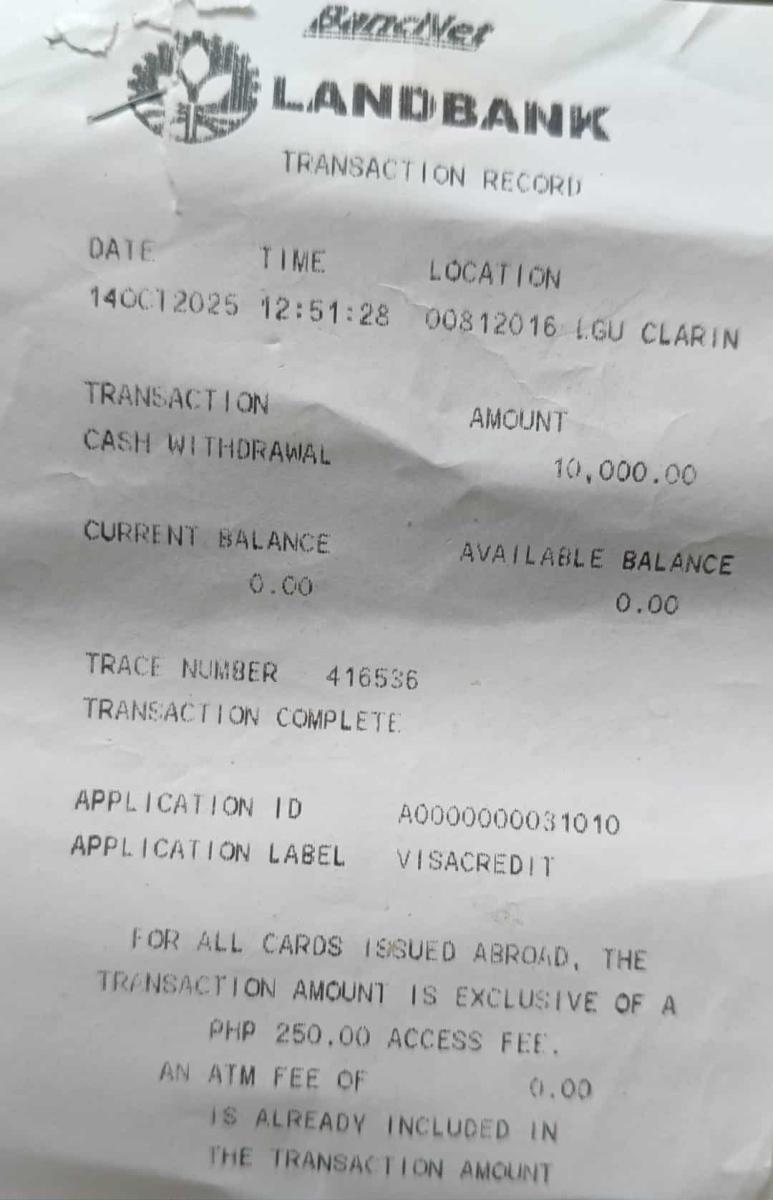 BancNet
LANDBANK
TRANSACTION RECORD
DATE TIME LOCATION
14OCT2025 12:51:28 00812016 LGU CLARIN
TRANSACTION AMOUNT
CASH WITHDRAWAL 10,000.00
CURRENT BALANCE AVAILABLE BALANCE
0.00 0.00
TRACE NUMBER 416536
TRANSACTION COMPLETE
APPLICATION ID A0000000031010
APPLICATION LABEL VISACREDIT
FOR ALL CARDS ISSUED ABROAD, THE
TRANSACTION AMOUNT IS EXCLUSIVE OF A
PHP 250.00 ACCESS FEE.
AN ATM FEE OF 0.00
IS ALREADY INCLUDED IN
THE TRANSACTION AMOUNT